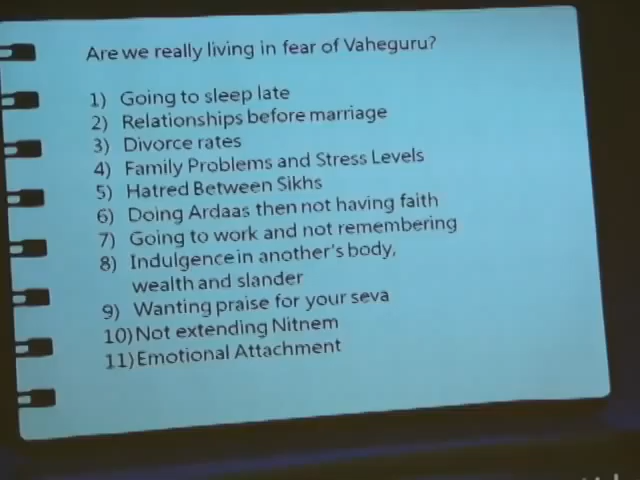 Are we really living in fear of Vaheguru?
1) Going to sleep late
2) Relationships before marriage
3) Divorce rates
4) Family Problems and Stress Levels
5) Hatred Between Sikhs
6) Doing Ardaas then not having faith
7) Going to work and not remembering
8) Indulgence in another's body,
wealth and slander
9) Wanting praise for your seva
10) Not extending Nitnem
11) Emotional Attachment